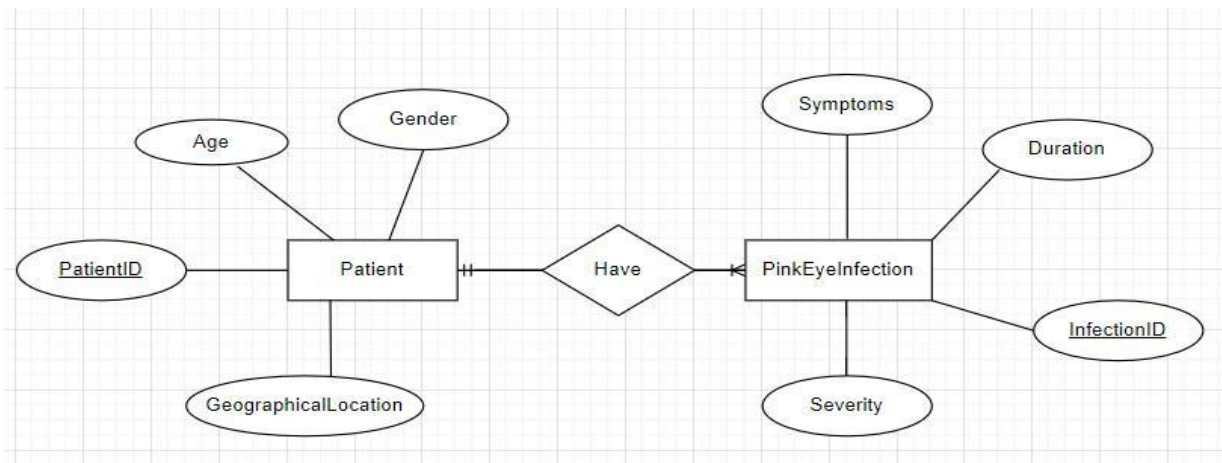 Symptoms
Gender
Age
Duration
PatientID
Patient
Have
PinkEyeInfection
InfectionID
GeographicalLocation
Severity